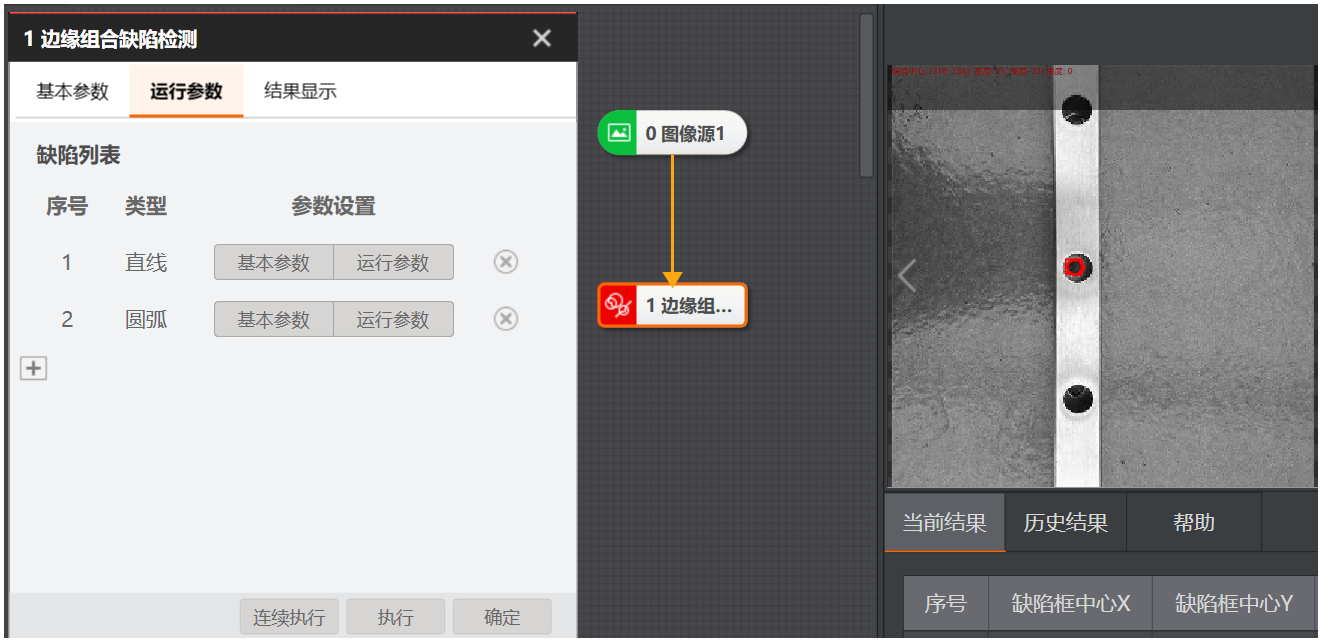 1 边缘组合缺陷检测
基本参数 运行参数 结果显示
缺陷列表
序号 类型 参数设置
1 直线 基本参数 运行参数
2 圆弧 基本参数 运行参数
连续执行 执行 确定
0 图像源1
1 边缘组...
当前结果 历史结果 帮助
序号 缺陷框中心X 缺陷框中心Y